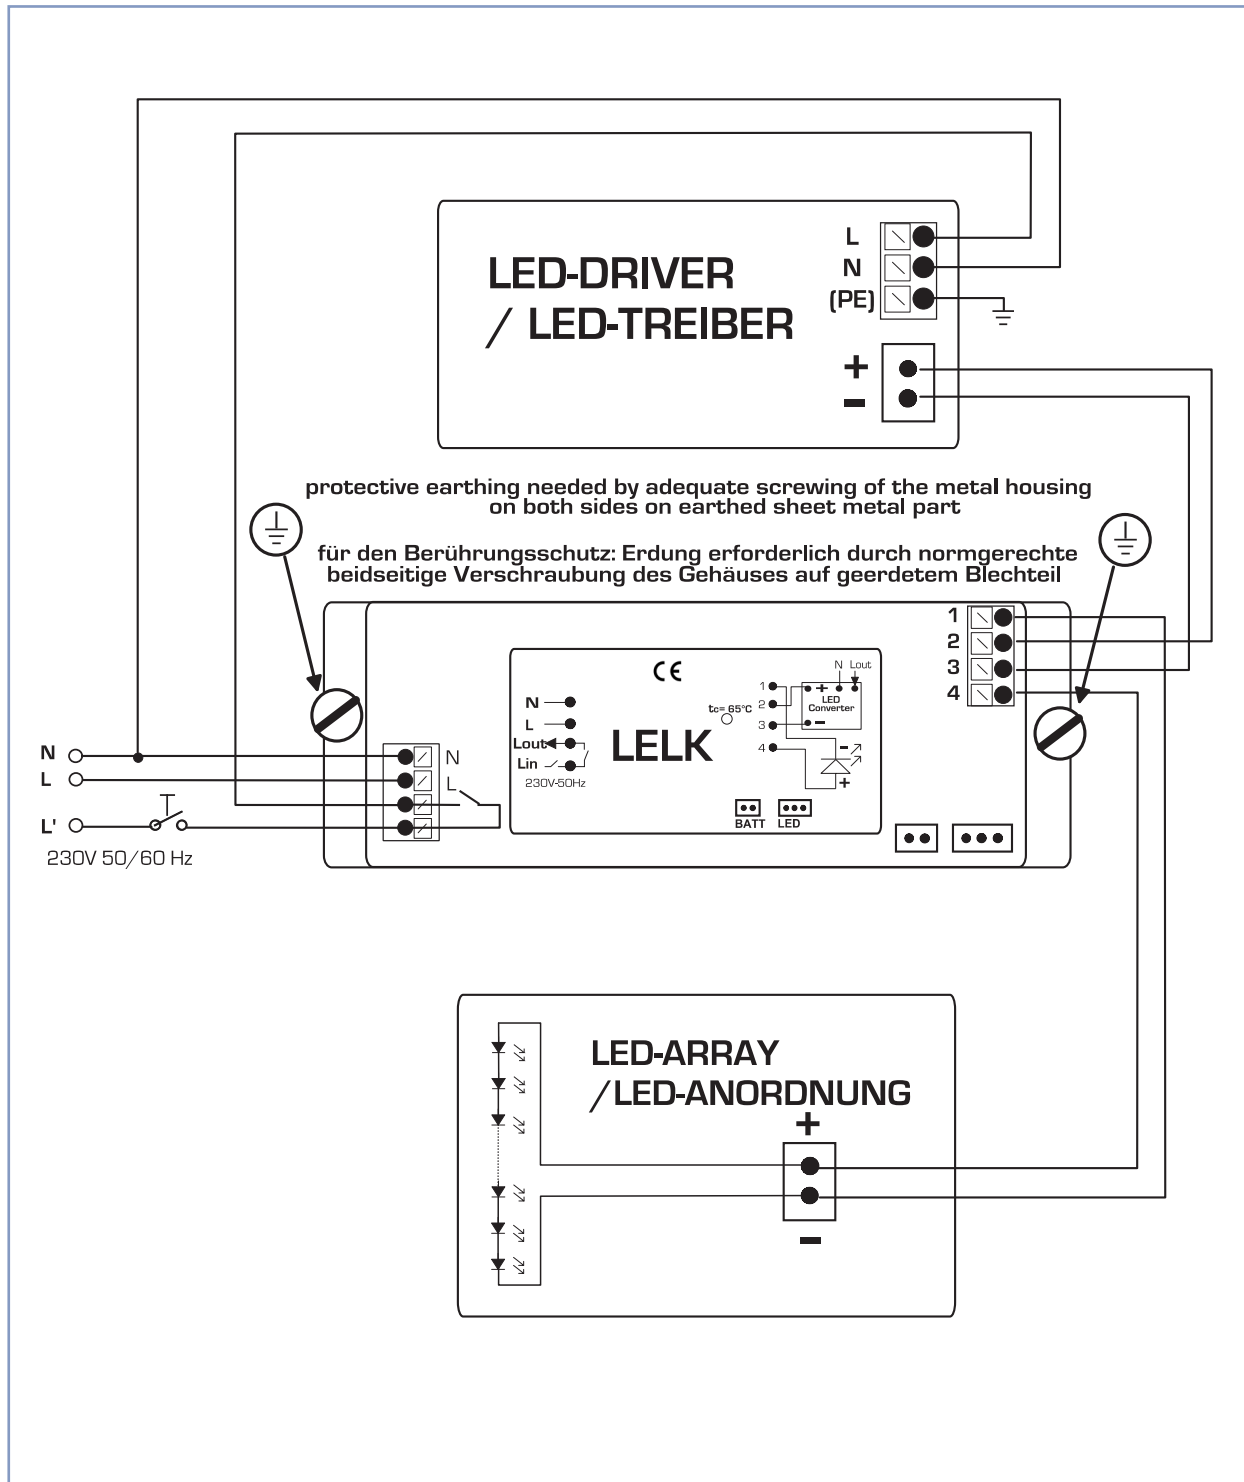 L
N
(PE)
LED-DRIVER
/ LED-TREIBER
+
-
protective earthing needed by adequate screwing of the metal housing
on both sides on earthed sheet metal part
für den Berührungsschutz: Erdung erforderlich durch normgerechte
beidseitige Verschraubung des Gehäuses auf geerdetem Blechteil
1
2
3
4
CE
N
L
Lout
Lin
230V-50Hz
LELK
tc= 65°C
N Lout
1
2
3
4
+
LED
Converter
-
-
+
BATT LED
N
L
N
L
L'
230V 50/60 Hz
LED-ARRAY
/LED-ANORDNUNG
+
-